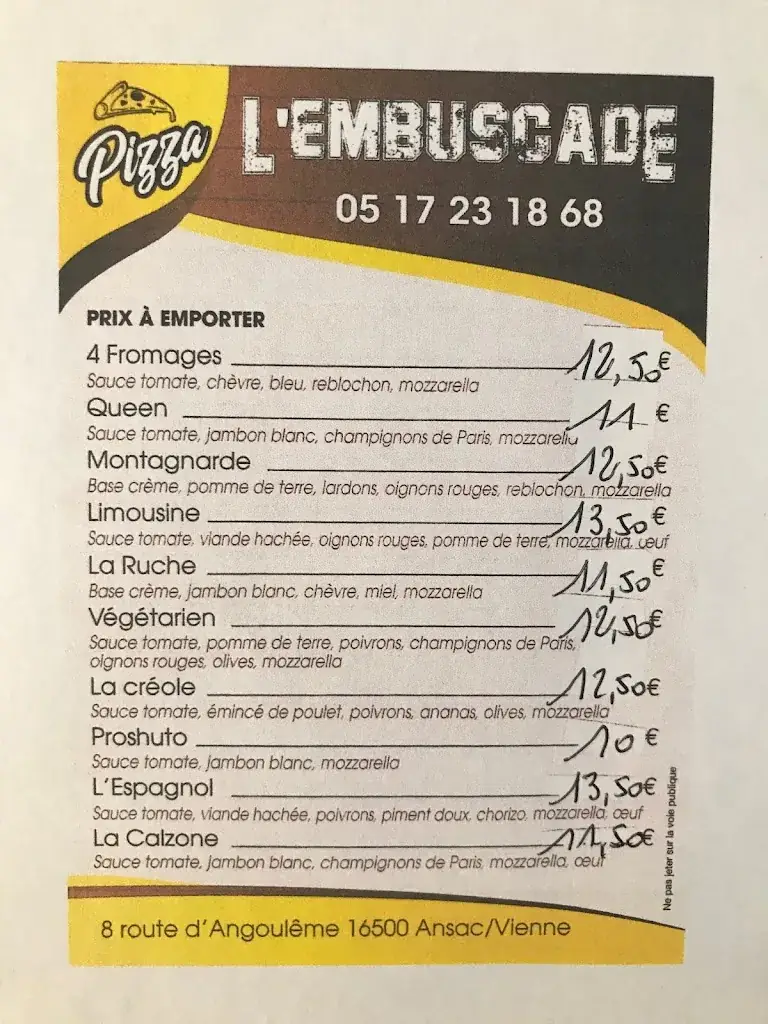 Pizza
L'EMBUSCADE
05 17 23 18 68
PRIX À EMPORTER
4 Fromages 12,50€
Sauce tomate, chèvre, bleu, reblochon, mozzarella
Queen 11 €
Sauce tomate, jambon blanc, champignons de Paris, mozzarella
Montagnarde 12,50€
Base crème, pomme de terre, lardons, oignons rouges, reblochon, mozzarella
Limousine 13,50€
Sauce tomate, viande hachée, oignons rouges, pomme de terre, mozzarella, œuf
La Ruche 11,50€
Base crème, jambon blanc, chèvre, miel, mozzarella
Végétarien 12,50€
Sauce tomate, pomme de terre, poivrons, champignons de Paris,
oignons rouges, olives, mozzarella
La créole 12,50€
Sauce tomate, émincé de poulet, poivrons, ananas, olives, mozzarella
Proshuto 10 €
Sauce tomate, jambon blanc, mozzarella
L'Espagnol 13,50€
Sauce tomate, viande hachée, poivrons, piment doux, chorizo, mozzarella, œuf
La Calzone 11,50€
Sauce tomate, jambon blanc, champignons de Paris, mozzarella, œuf
Ne pas jeter sur la voie publique
8 route d'Angoulême 16500 Ansac/Vienne